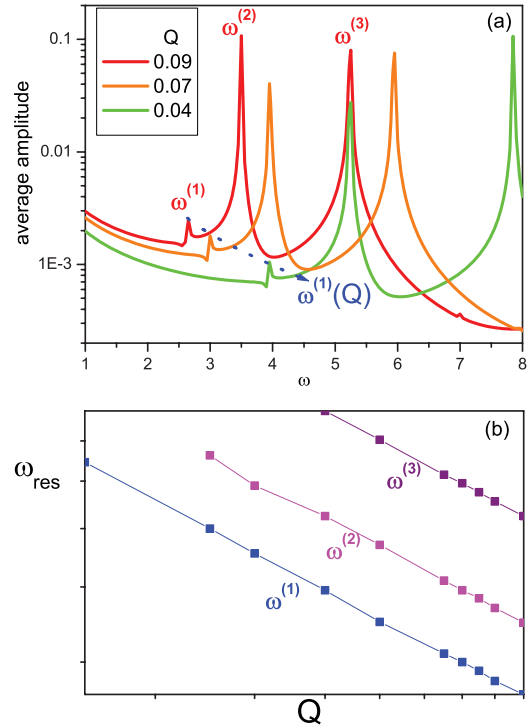 (a)
Q
0.09
0.07
0.04
ω(2)
ω(3)
ω(1)
ω(1)(Q)
average amplitude
0.1
0.01
1E-3
1 2 3 4 5 6 7 8
ω
(b)
ωres
ω(3)
ω(2)
ω(1)
Q